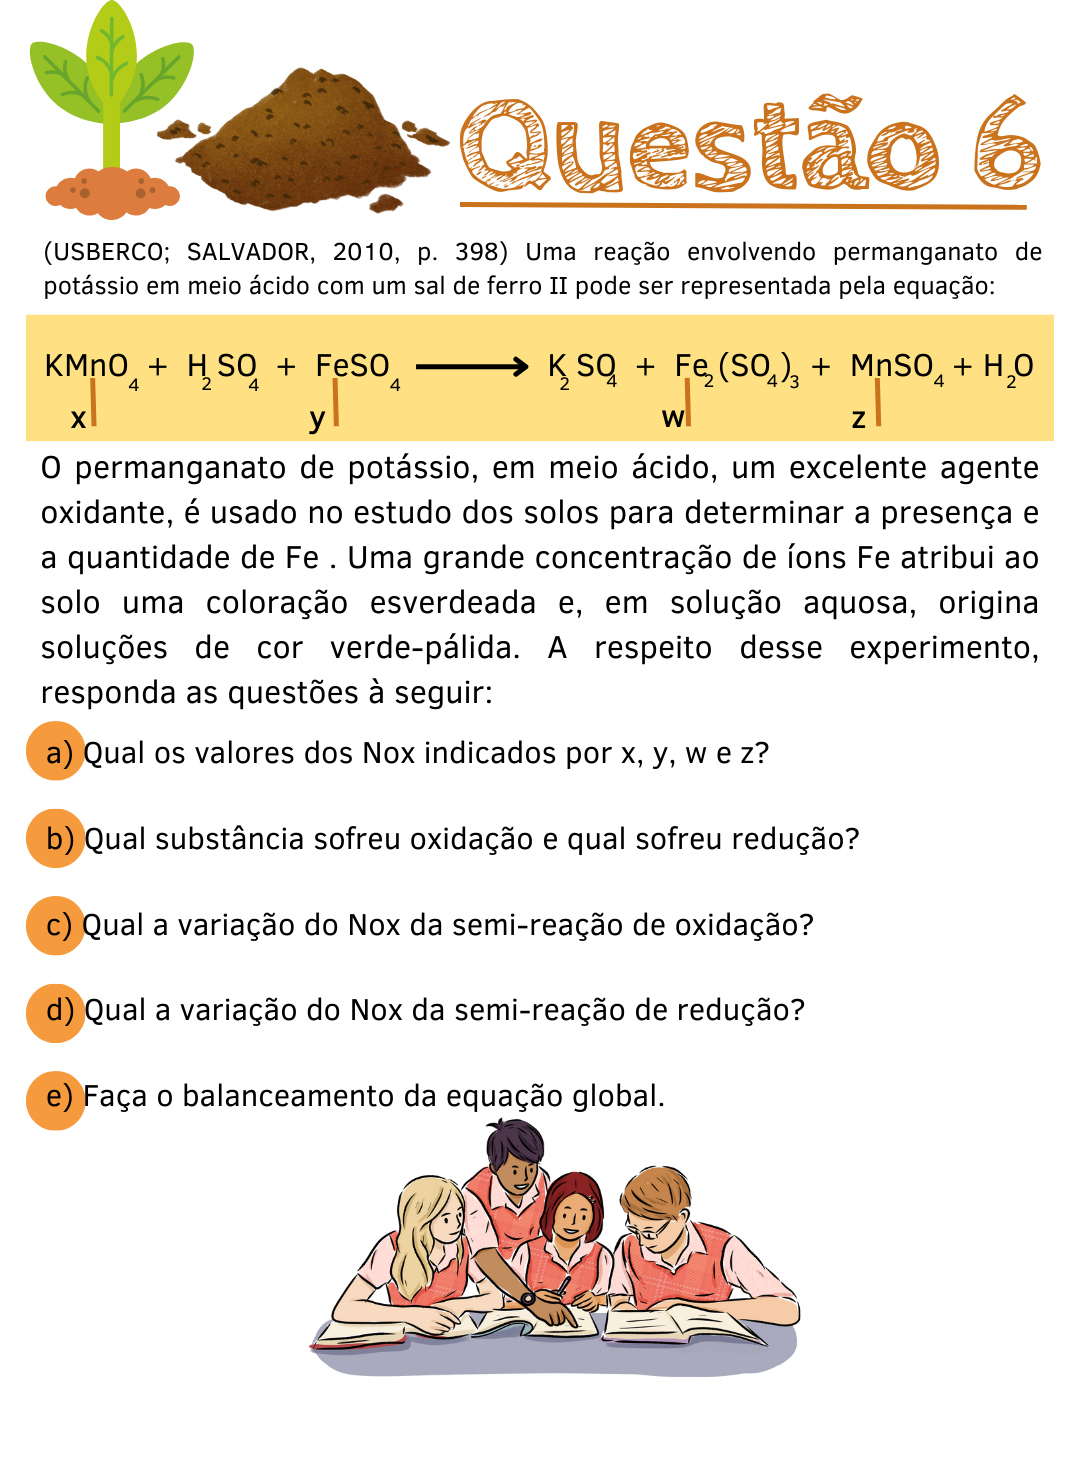 Questão 6
(USBERCO; SALVADOR, 2010, p. 398) Uma reação envolvendo permanganato de
potássio em meio ácido com um sal de ferro II pode ser representada pela equação:
KMnO₄ + H₂SO₄ + FeSO₄ ⟶ K₂SO₄ + Fe₂(SO₄)₃ + MnSO₄ + H₂O
x y w z
O permanganato de potássio, em meio ácido, um excelente agente
oxidante, é usado no estudo dos solos para determinar a presença e
a quantidade de Fe . Uma grande concentração de íons Fe atribui ao
solo uma coloração esverdeada e, em solução aquosa, origina
soluções de cor verde-pálida. A respeito desse experimento,
responda as questões à seguir:
a) Qual os valores dos Nox indicados por x, y, w e z?
b) Qual substância sofreu oxidação e qual sofreu redução?
c) Qual a variação do Nox da semi-reação de oxidação?
d) Qual a variação do Nox da semi-reação de redução?
e) Faça o balanceamento da equação global.